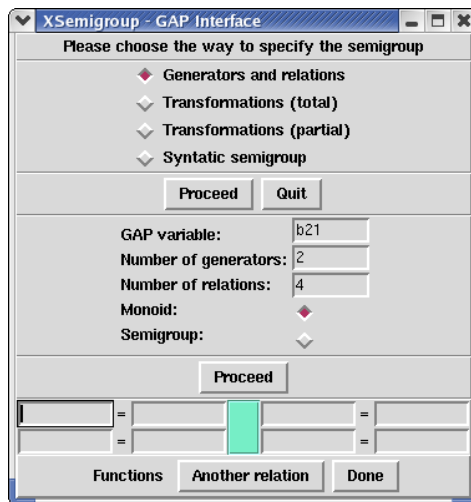 XSemigroup - GAP Interface
Please choose the way to specify the semigroup
Generators and relations
Transformations (total)
Transformations (partial)
Syntatic semigroup
Proceed Quit
GAP variable: b21
Number of generators: 2
Number of relations: 4
Monoid:
Semigroup:
Proceed
= =
= =
Functions Another relation Done